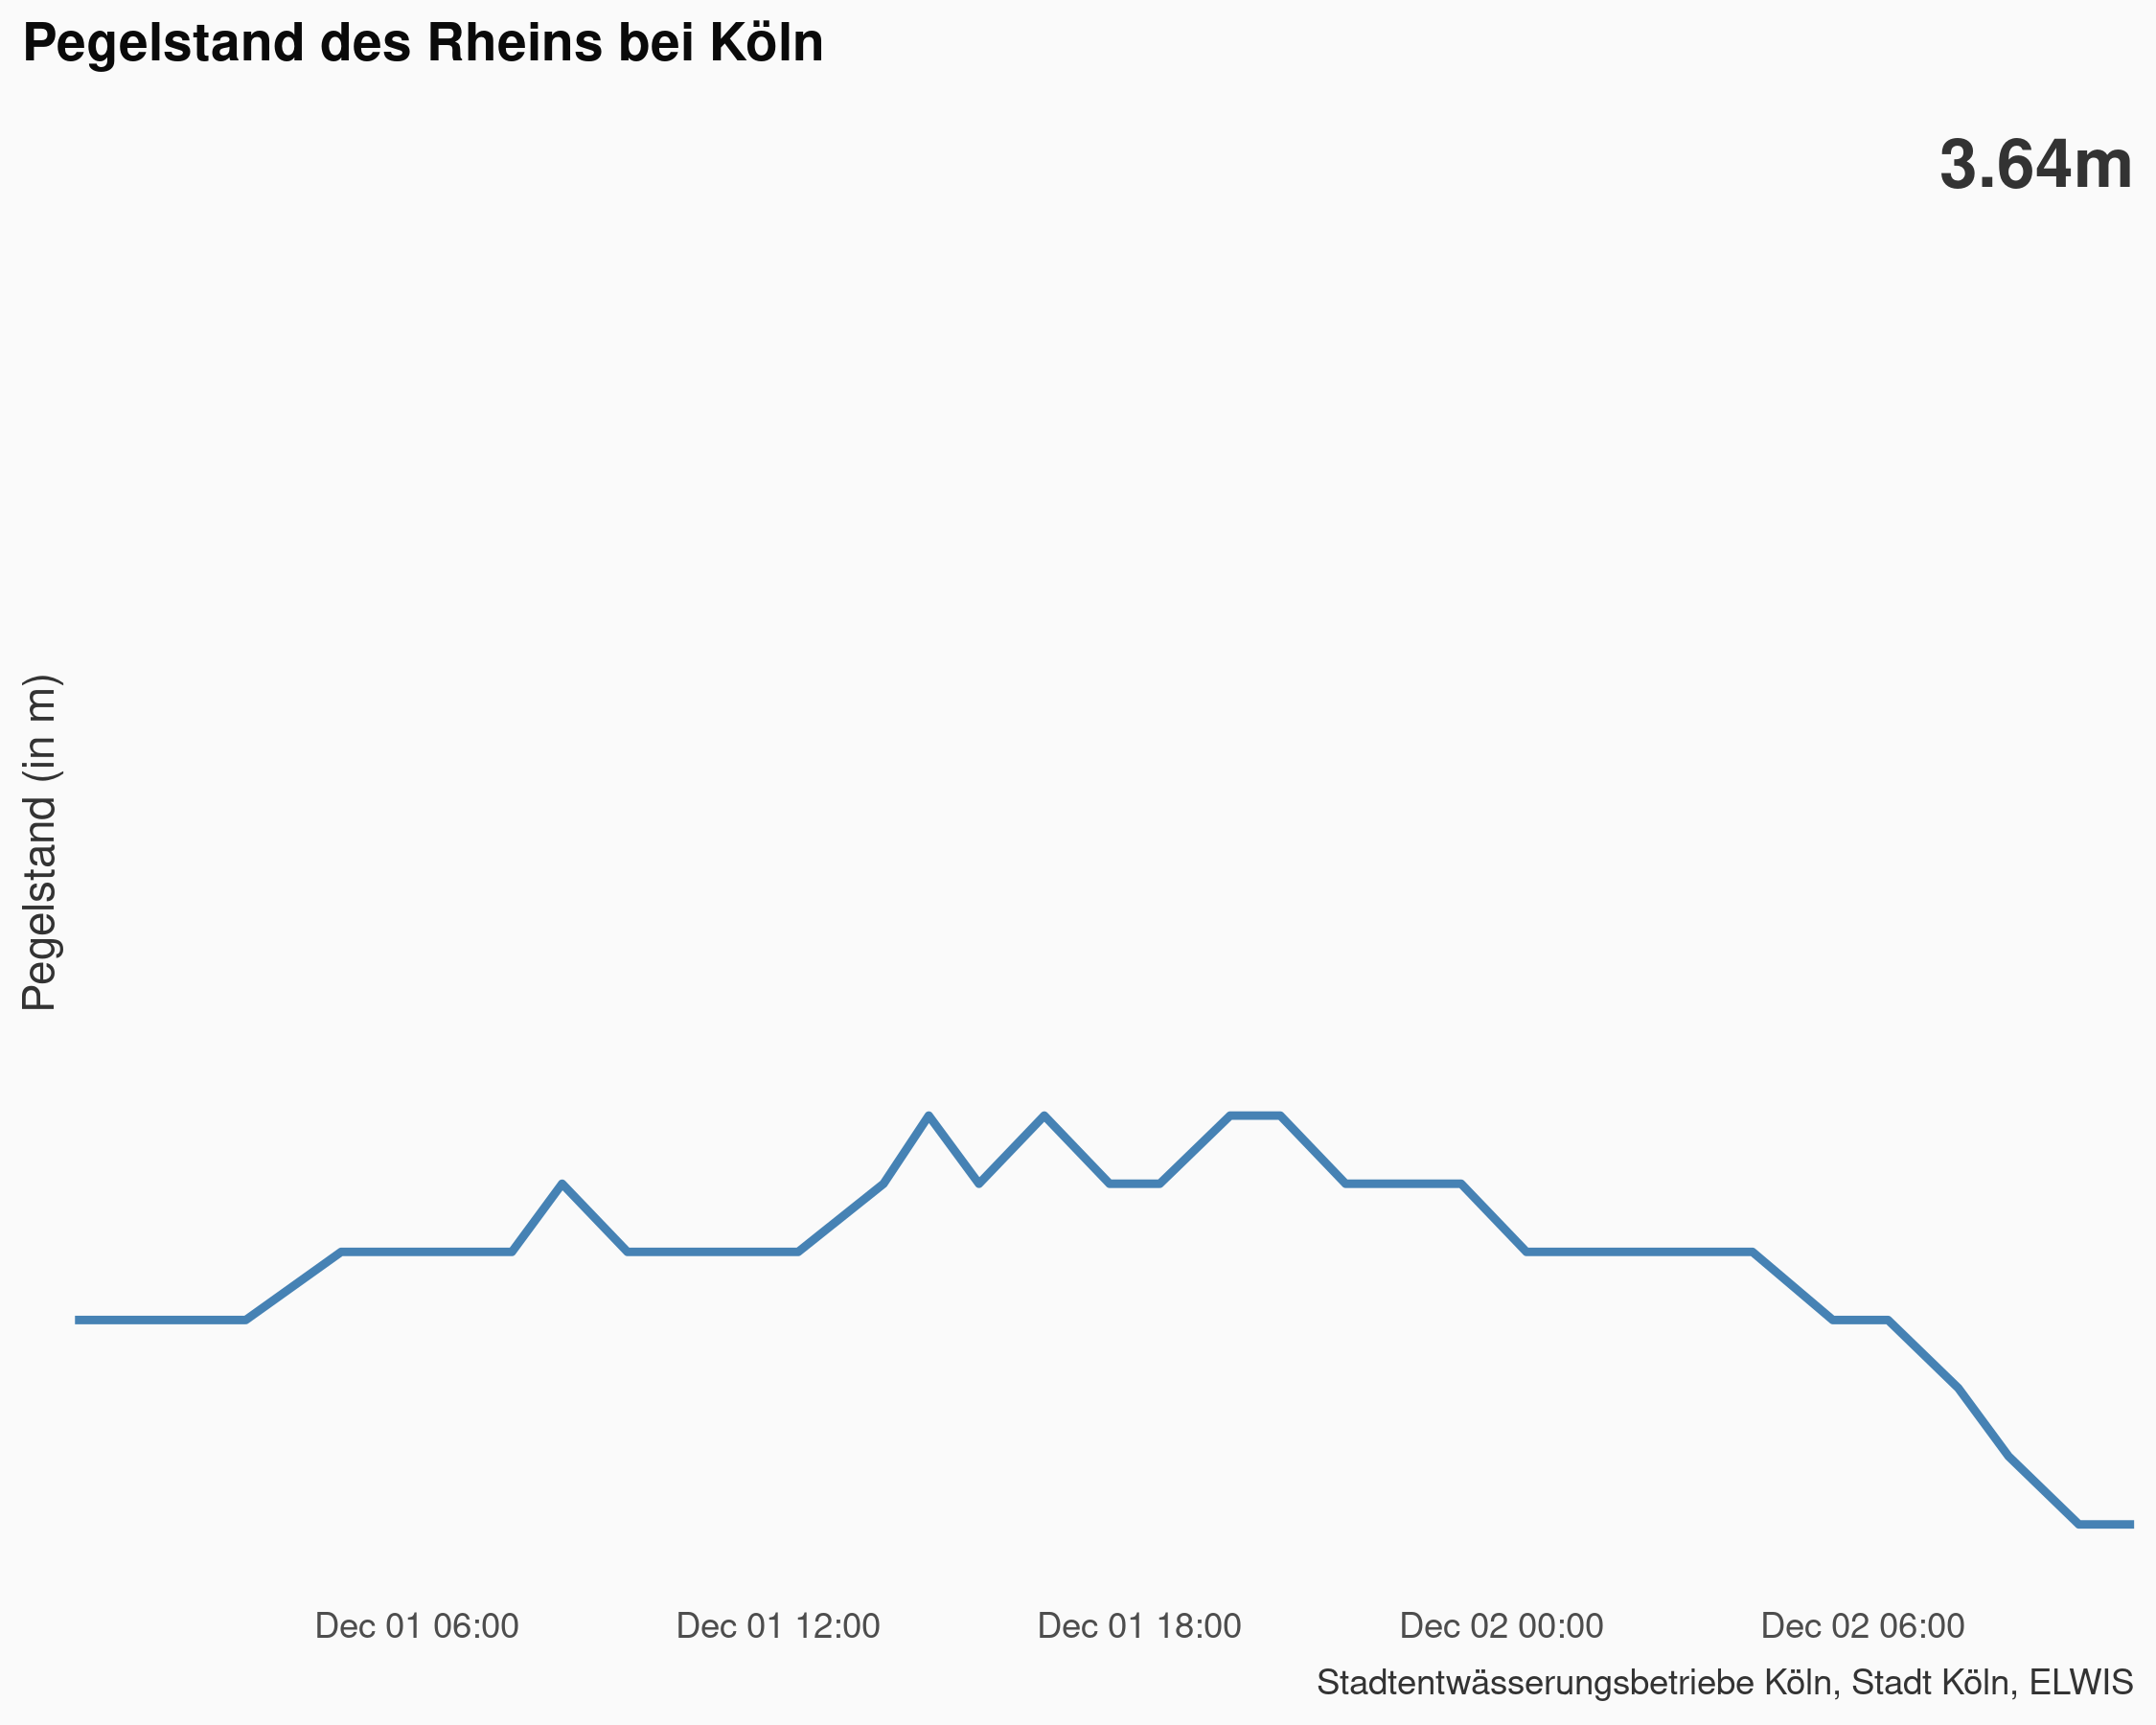 Pegelstand des Rheins bei Köln
3.64m
Pegelstand (in m)
Dec 01 06:00 Dec 01 12:00 Dec 01 18:00 Dec 02 00:00 Dec 02 06:00
Stadtentwässerungsbetriebe Köln, Stadt Köln, ELWIS